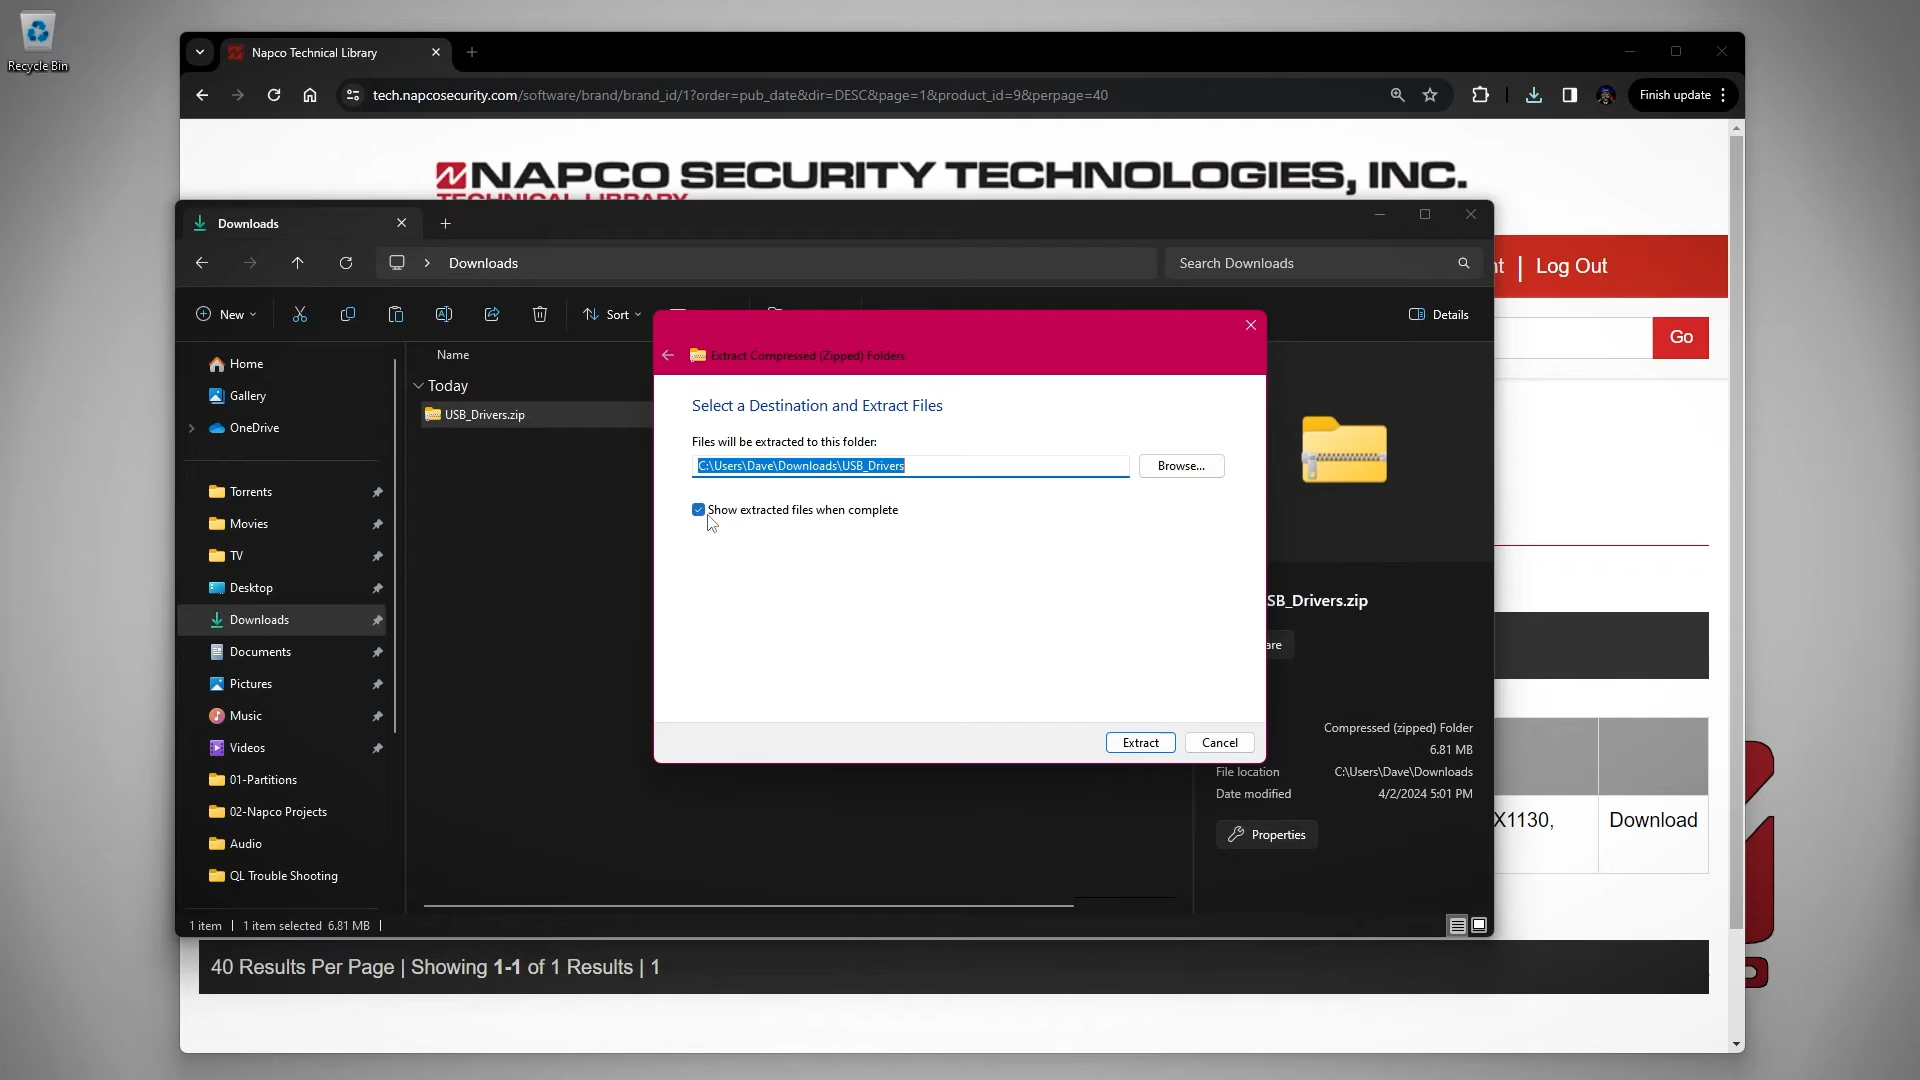 Recycle Bin
Napco Technical Library
tech.napcosecurity.com/software/brand/brand_id/1?order=pub_date&dir=DESC&page=1&product_id=9&perpage=40
Finish update
NAPCO SECURITY TECHNOLOGIES, INC.
TECHNICAL LIBRARY
Downloads
nt | Log Out
Downloads
Search Downloads
New
Sort
Details
Go
Extract Compressed (Zipped) Folders
Name
Home
Today
Gallery
USB_Drivers.zip
OneDrive
Select a Destination and Extract Files
Files will be extracted to this folder:
C:\Users\Dave\Downloads\USB_Drivers
Browse...
Show extracted files when complete
Torrents
Movies
TV
Desktop
Downloads
Documents
Pictures
Music
Videos
01-Partitions
02-Napco Projects
Audio
QL Trouble Shooting
SB_Drivers.zip
are
Extract
Cancel
Compressed (zipped) Folder
6.81 MB
File location
C:\Users\Dave\Downloads
Date modified
4/2/2024 5:01 PM
Properties
X1130,
Download
1 item
1 item selected 6.81 MB
40 Results Per Page | Showing 1-1 of 1 Results | 1